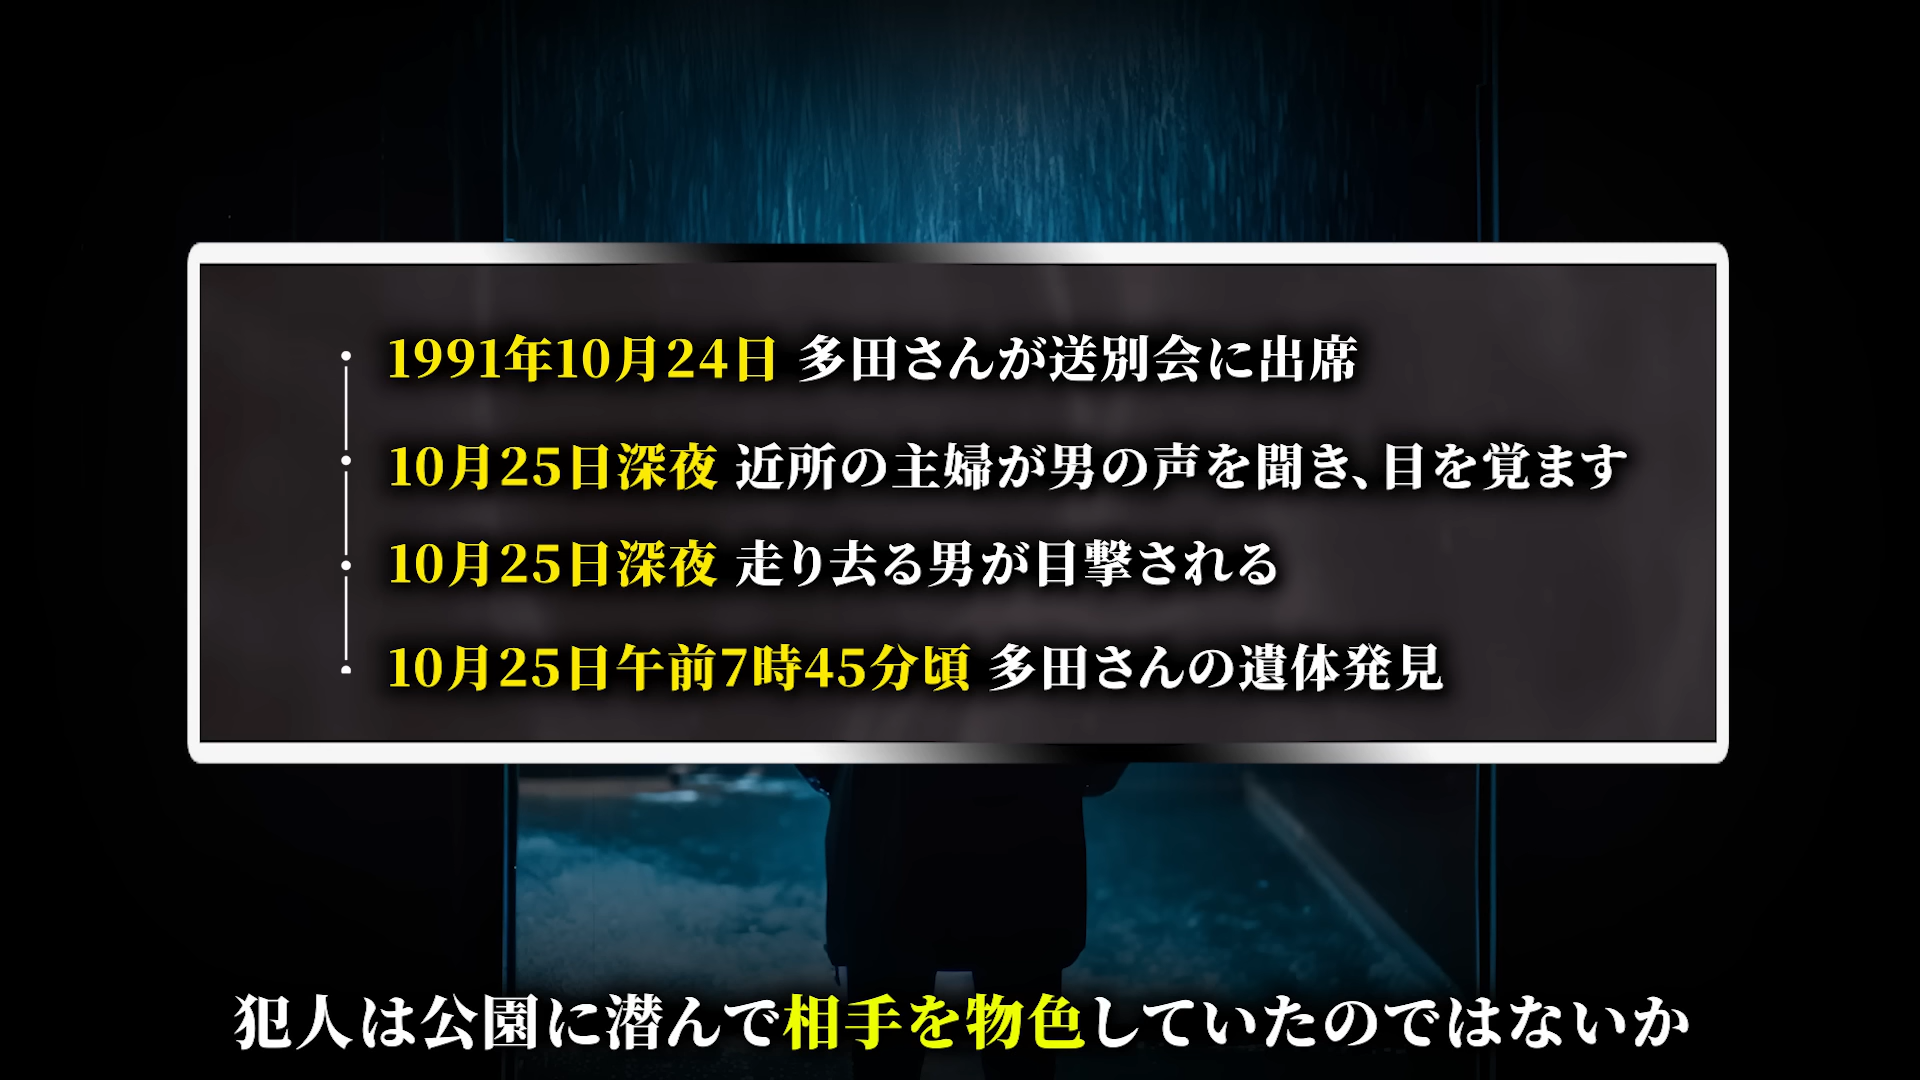 1991年10月24日 多田さんが送別会に出席
10月25日深夜 近所の主婦が男の声を聞き、目を覚ます
10月25日深夜 走り去る男が目撃される
10月25日午前7時45分頃 多田さんの遺体発見
犯人は公園に潜んで相手を物色していたのではないか